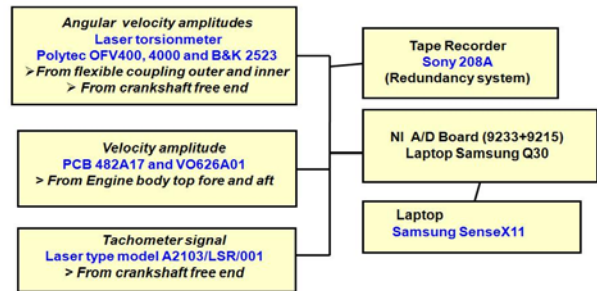 Angular velocity amplitudes
Laser torsionmeter
Polytec OFV400, 4000 and B&K 2523
➢From flexible coupling outer and inner
➢ From crankshaft free end
Velocity amplitude
PCB 482A17 and VO626A01
> From Engine body top fore and aft
Tachometer signal
Laser type model A2103/LSR/001
> From crankshaft free end
Tape Recorder
Sony 208A
(Redundancy system)
NI A/D Board (9233+9215)
Laptop Samsung Q30
Laptop
Samsung SenseX11